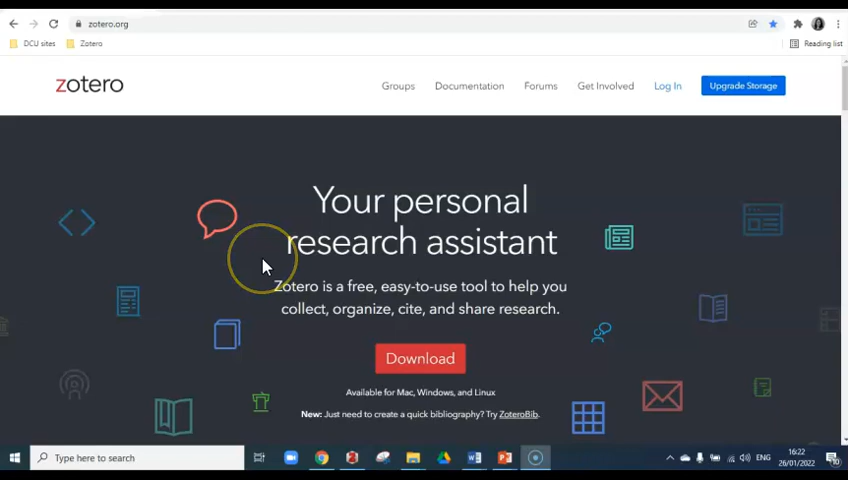 zotero.org
DCU sites
Zotero
Reading list
zotero
Groups
Documentation
Forums
Get Involved
Log In
Upgrade Storage
Your personal
research assistant
Zotero is a free, easy-to-use tool to help you
collect, organize, cite, and share research.
Download
Available for Mac, Windows, and Linux
New: Just need to create a quick bibliography? Try ZoteroBib.
Type here to search
ENG
16:22
26/01/2022